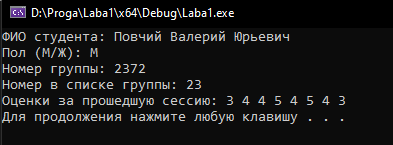 D:\Proga\Laba1\x64\Debug\Laba1.exe
ФИО студента: Повчий Валерий Юрьевич
Пол (М/Ж): М
Номер группы: 2372
Номер в списке группы: 23
Оценки за прошедшую сессию: 3 4 4 5 4 5 4 3
Для продолжения нажмите любую клавишу . . .